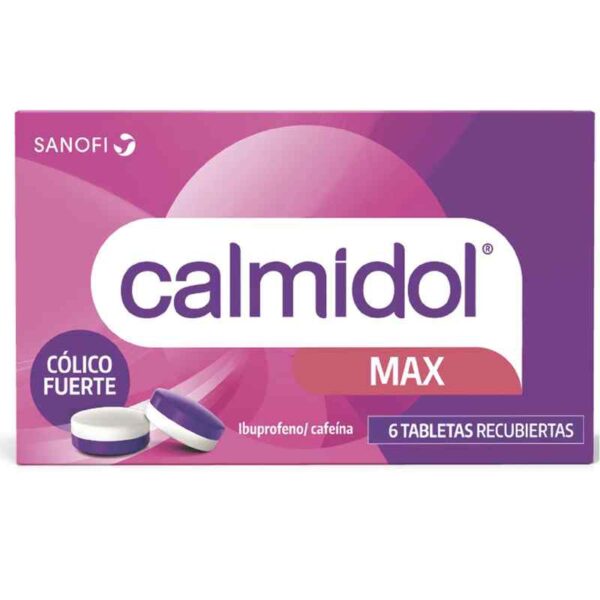 SANOFI
calmidol®
MAX
CÓLICO
FUERTE
Ibuprofeno/ cafeína
6 TABLETAS RECUBIERTAS